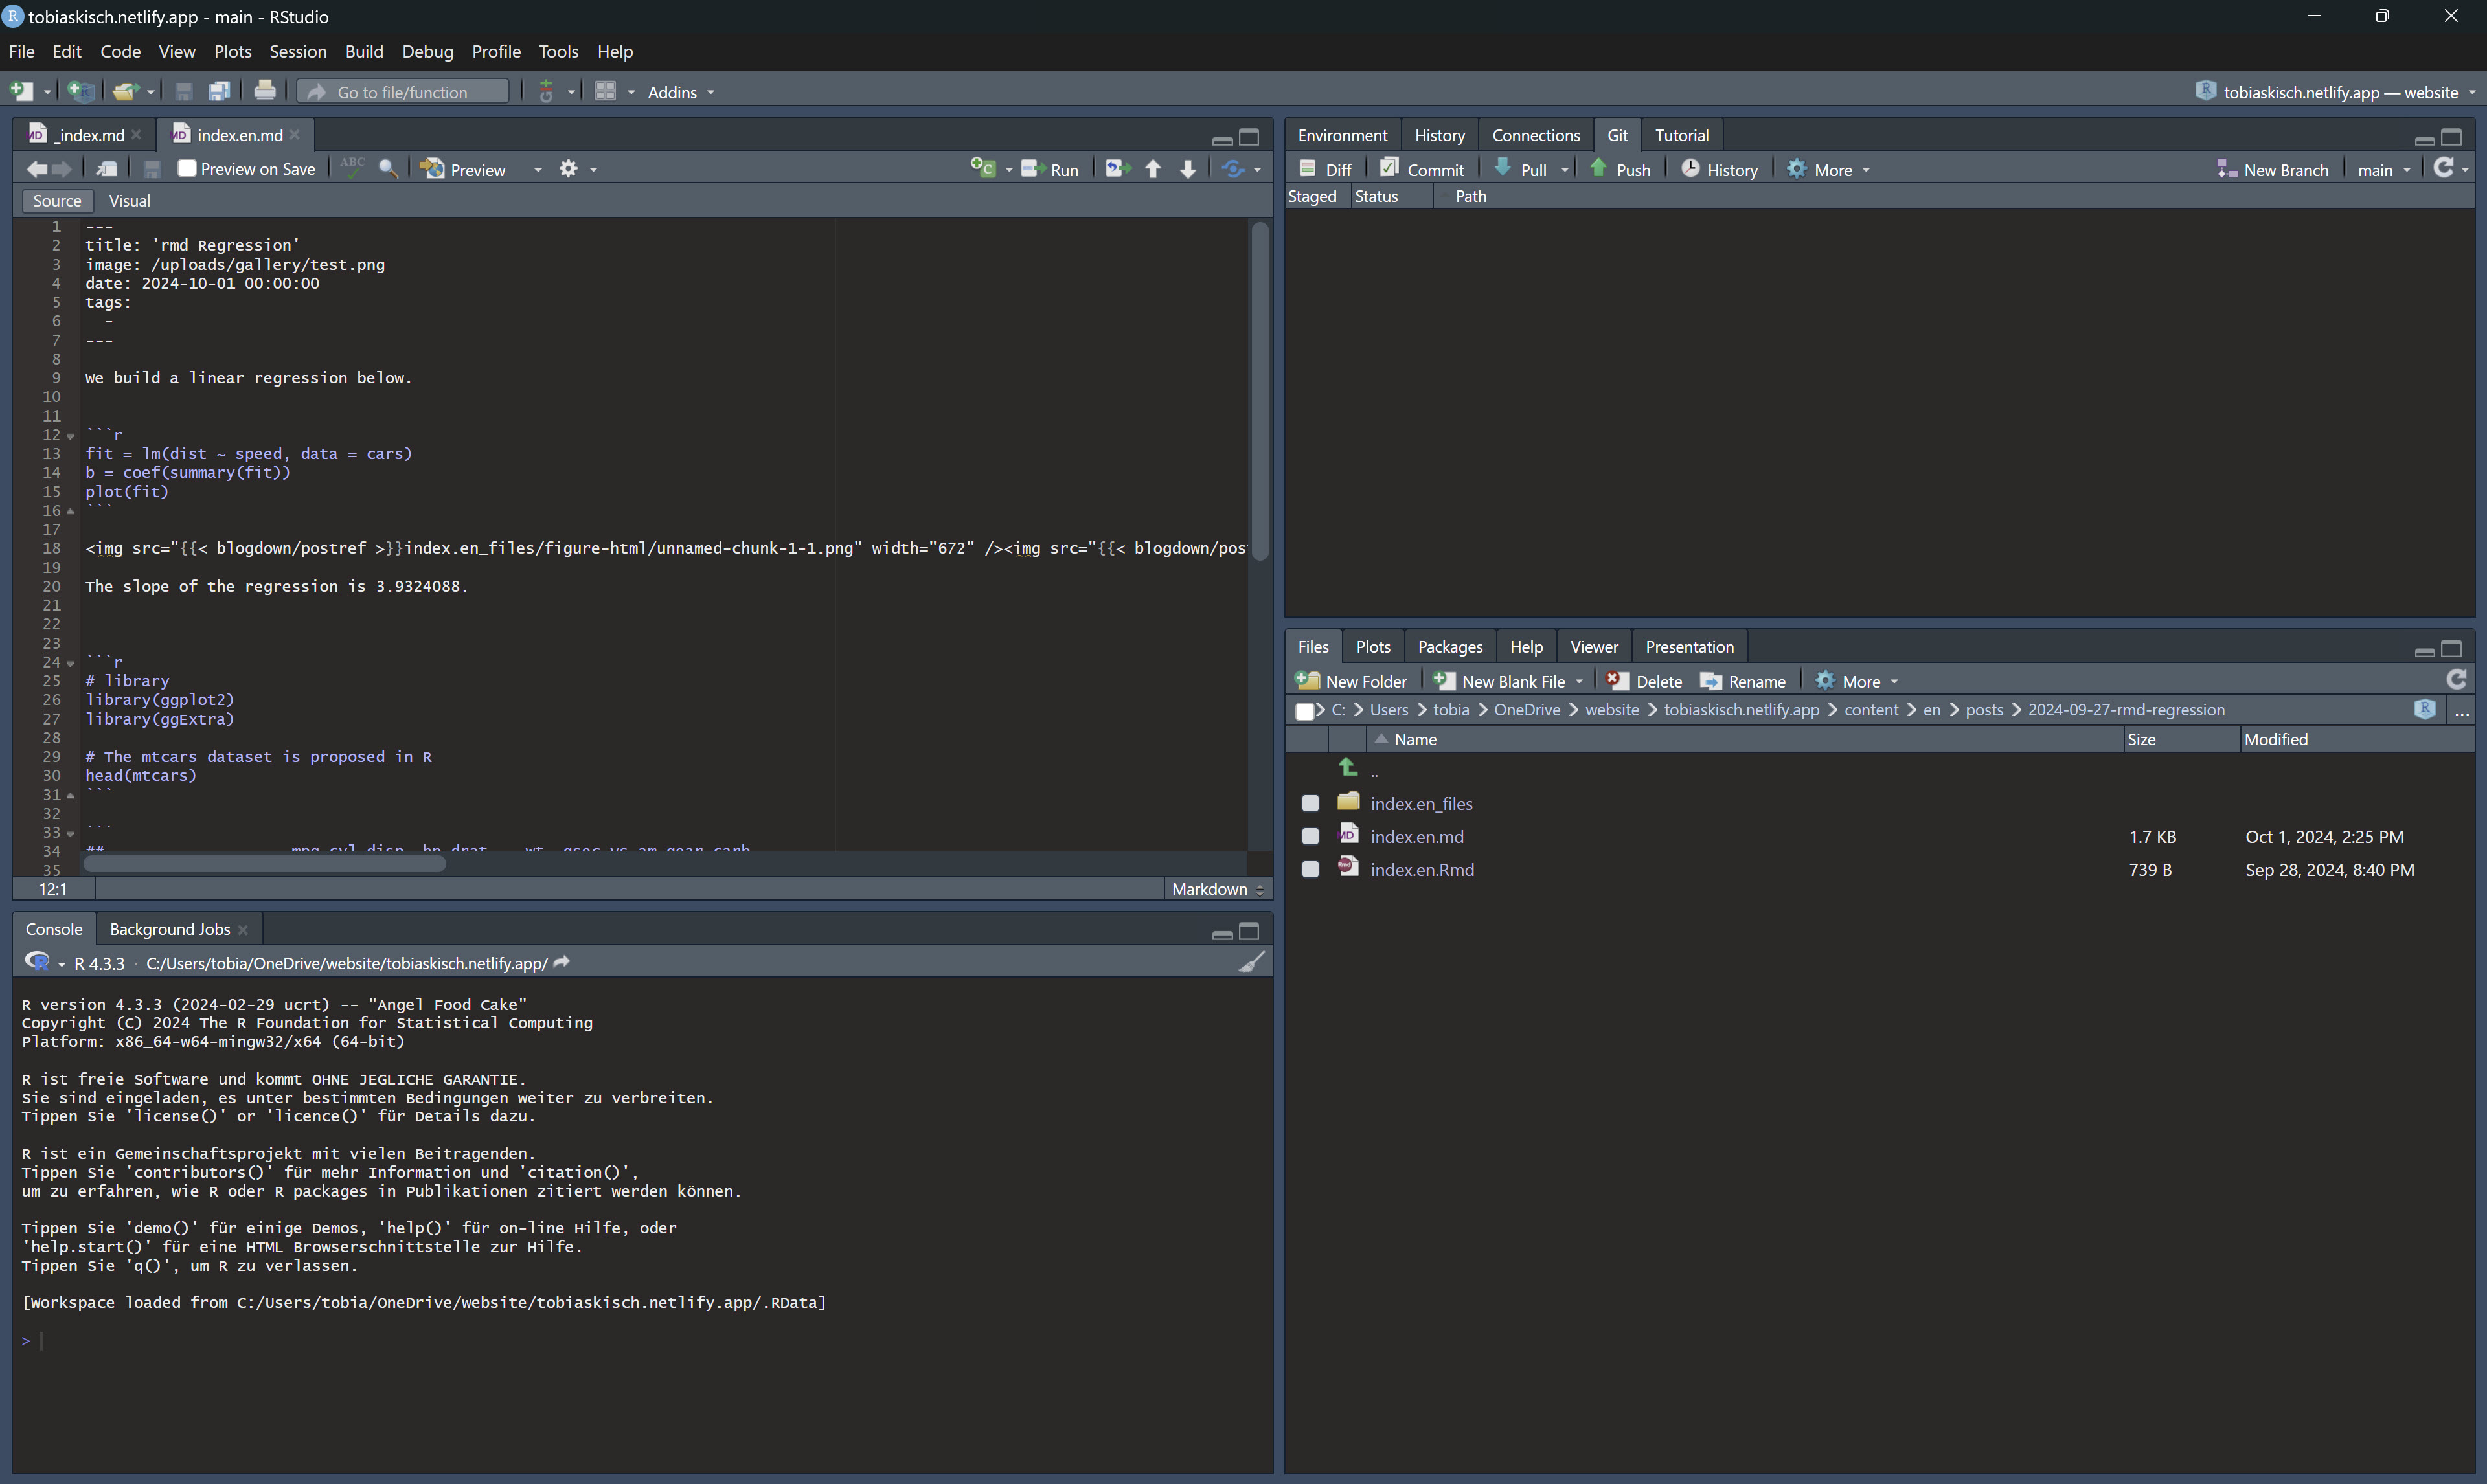 tobiaskisch.netlify.app - main - RStudio
File Edit Code View Plots Session Build Debug Profile Tools Help
Go to file/function Addins tobiaskisch.netlify.app — website
_index.md index.en.md
Preview on Save ABC Preview Run
Source Visual
1 ---
2 title: 'rmd Regression'
3 image: /uploads/gallery/test.png
4 date: 2024-10-01 00:00:00
5 tags:
6 -
7 ---
8
9 We build a linear regression below.
10
11
12 ```r
13 fit = lm(dist ~ speed, data = cars)
14 b = coef(summary(fit))
15 plot(fit)
16 ```
17
18 <img src="{{< blogdown/postref >}}index.en_files/figure-html/unnamed-chunk-1-1.png" width="672" /><img src="{{< blogdown/pos
19
20 The slope of the regression is 3.9324088.
21
22
23
24 ```r
25 # library
26 library(ggplot2)
27 library(ggExtra)
28
29 # The mtcars dataset is proposed in R
30 head(mtcars)
31 ```
32
33 ```
34 ## mpg cyl disp hp drat wt qsec vs am gear carb
35
12:1 Markdown
Console Background Jobs
R 4.3.3 · C:/Users/tobia/OneDrive/website/tobiaskisch.netlify.app/
R version 4.3.3 (2024-02-29 ucrt) -- "Angel Food Cake"
Copyright (C) 2024 The R Foundation for Statistical Computing
Platform: x86_64-w64-mingw32/x64 (64-bit)
R ist freie Software und kommt OHNE JEGLICHE GARANTIE.
Sie sind eingeladen, es unter bestimmten Bedingungen weiter zu verbreiten.
Tippen Sie 'license()' or 'licence()' für Details dazu.
R ist ein Gemeinschaftsprojekt mit vielen Beitragenden.
Tippen Sie 'contributors()' für mehr Information und 'citation()',
um zu erfahren, wie R oder R packages in Publikationen zitiert werden können.
Tippen Sie 'demo()' für einige Demos, 'help()' für on-line Hilfe, oder
'help.start()' für eine HTML Browserschnittstelle zur Hilfe.
Tippen Sie 'q()', um R zu verlassen.
[Workspace loaded from C:/Users/tobia/OneDrive/website/tobiaskisch.netlify.app/.RData]
>
Environment History Connections Git Tutorial
Diff Commit Pull Push History More New Branch main
Staged Status Path
Files Plots Packages Help Viewer Presentation
New Folder New Blank File Delete Rename More
C: > Users > tobia > OneDrive > website > tobiaskisch.netlify.app > content > en > posts > 2024-09-27-rmd-regression ...
Name Size Modified
..
index.en_files
index.en.md 1.7 KB Oct 1, 2024, 2:25 PM
index.en.Rmd 739 B Sep 28, 2024, 8:40 PM